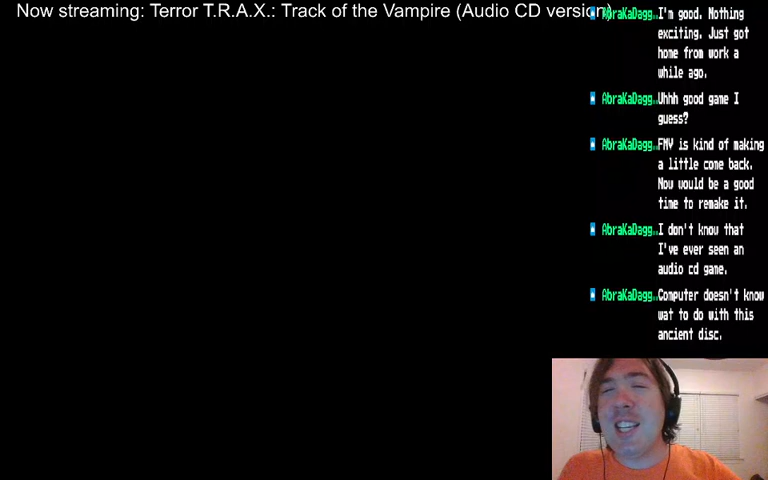 Now streaming: Terror T.R.A.X.: Track of the Vampire (Audio CD version)
AbraKaDagg..I'm good. Nothing
exciting. Just got
home from work a
while ago.
AbraKaDagg..Uhhh good game I
guess?
AbraKaDagg..FMV is kind of making
a little come back.
Now would be a good
time to remake it.
AbraKaDagg..I don't know that
I've ever seen an
audio cd game.
AbraKaDagg..Computer doesn't know
wat to do with this
ancient disc.